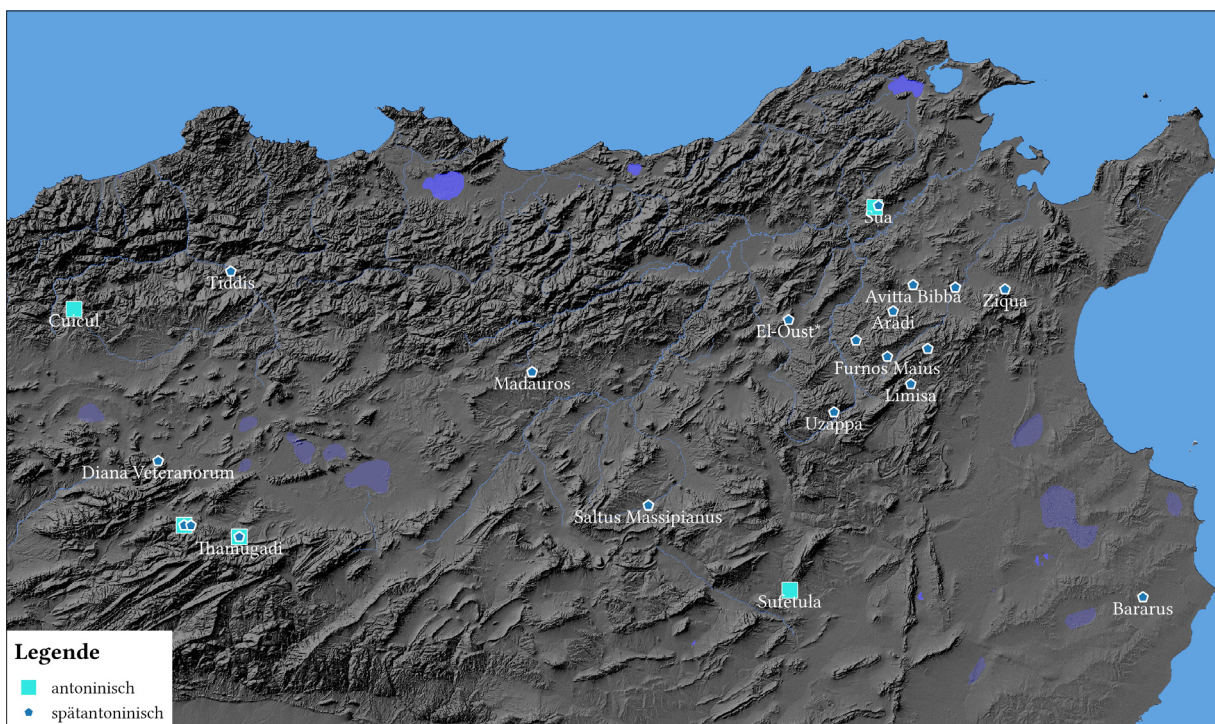 Sua
Tiddis
Avitta Bibba
Ziqua
Cuicul
Aradi
El-Oust*
Furnos Maius
Madauros
Limisa
Uzappa
Diana Veteranorum
Saltus Massipianus
Thamugadi
Sufetula
Bararus
Legende
antoninisch
spätantoninisch